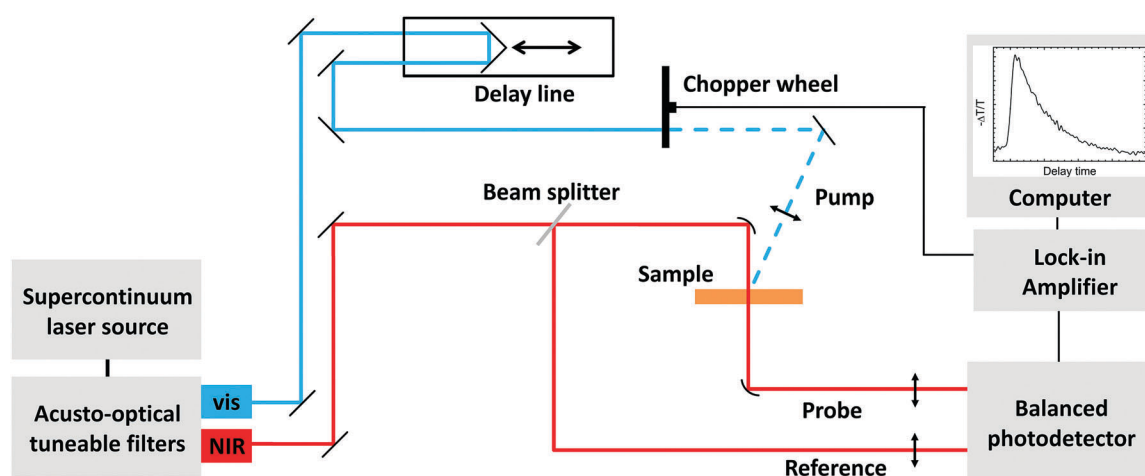 Delay line
Chopper wheel
-ΔT/T
Delay time
Computer
Beam splitter
Pump
Sample
Lock-in
Amplifier
Supercontinuum
laser source
Acusto-optical
tuneable filters
vis
NIR
Probe
Reference
Balanced
photodetector